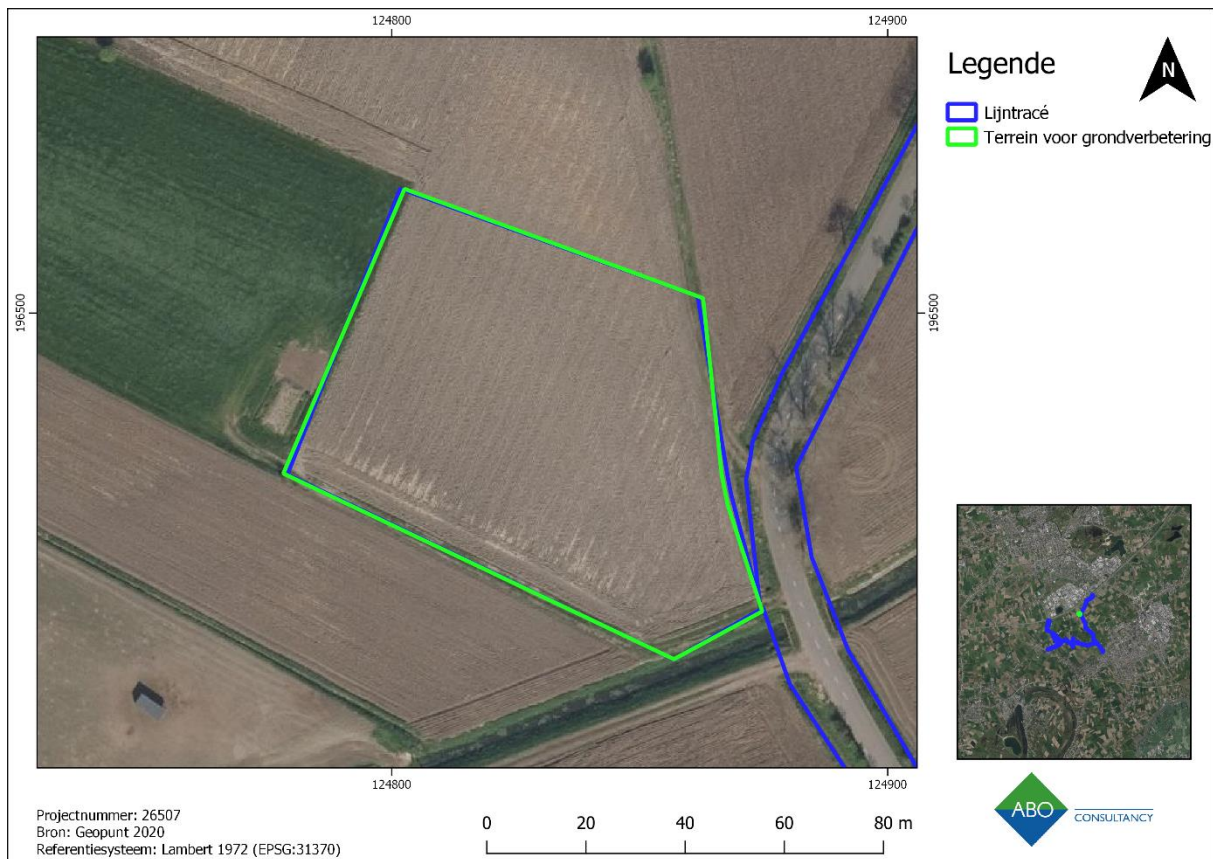 124800
124900
196500
196500
124800
124900
Legende
N
Lijntracé
Terrein voor grondverbetering
ABO
CONSULTANCY
Projectnummer: 26507
Bron: Geopunt 2020
Referentiesysteem: Lambert 1972 (EPSG:31370)
0 20 40 60 80 m